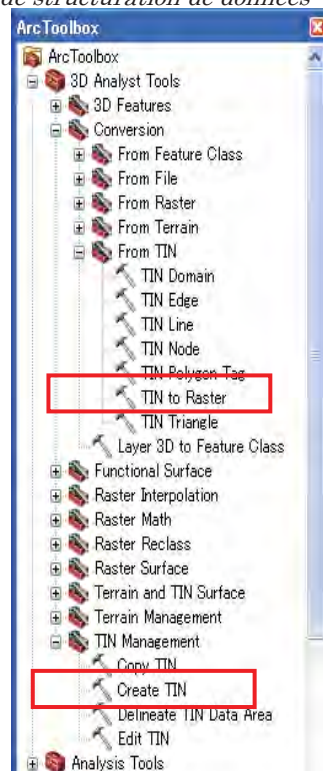 de structuration de données
ArcToolbox
ArcToolbox
3D Analyst Tools
3D Features
Conversion
From Feature Class
From File
From Raster
From Terrain
From TIN
TIN Domain
TIN Edge
TIN Line
TIN Node
TIN Polygon Tag
TIN to Raster
TIN Triangle
Layer 3D to Feature Class
Functional Surface
Raster Interpolation
Raster Math
Raster Reclass
Raster Surface
Terrain and TIN Surface
Terrain Management
TIN Management
Copy TIN
Create TIN
Delineate TIN Data Area
Edit TIN
Analysis Tools